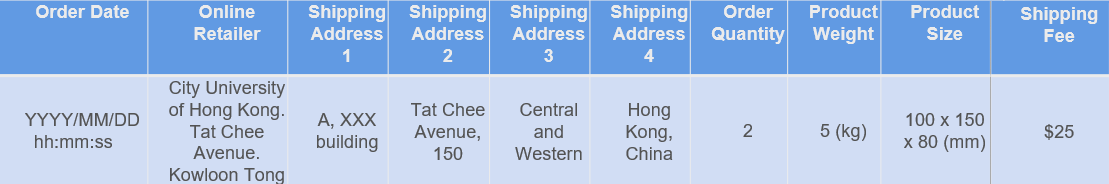 Order Date
Online
Retailer
Shipping
Address
1
Shipping
Address
2
Shipping
Address
3
Shipping
Address
4
Order
Quantity
Product
Weight
Product
Size
Shipping
Fee
YYYY/MM/DD
hh:mm:ss
City University
of Hong Kong.
Tat Chee
Avenue.
Kowloon Tong
A, XXX
building
Tat Chee
Avenue,
150
Central
and
Western
Hong
Kong,
China
2
5 (kg)
100 x 150
x 80 (mm)
$25